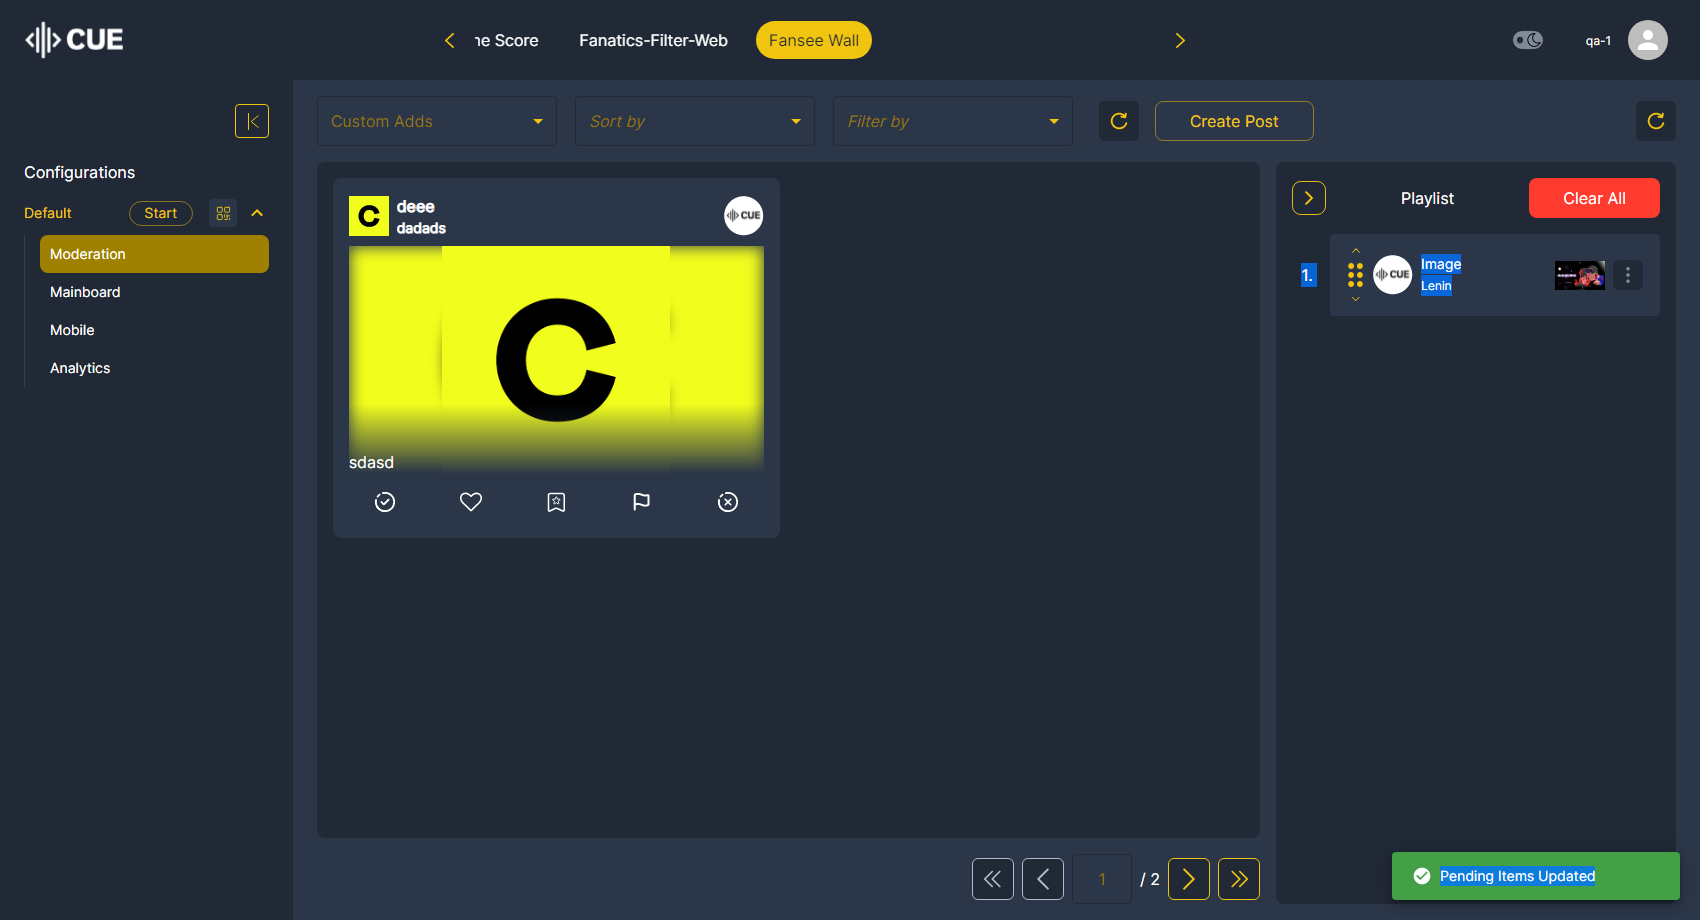 CUE
ne Score
Fanatics-Filter-Web
Fansee Wall
qa-1
Configurations
Default
Start
Moderation
Mainboard
Mobile
Analytics
Custom Adds
Sort by
Filter by
Create Post
C
deee
dadads
CUE
C
sdasd
Playlist
Clear All
1.
CUE
Image
Lenin
1
/ 2
Pending Items Updated